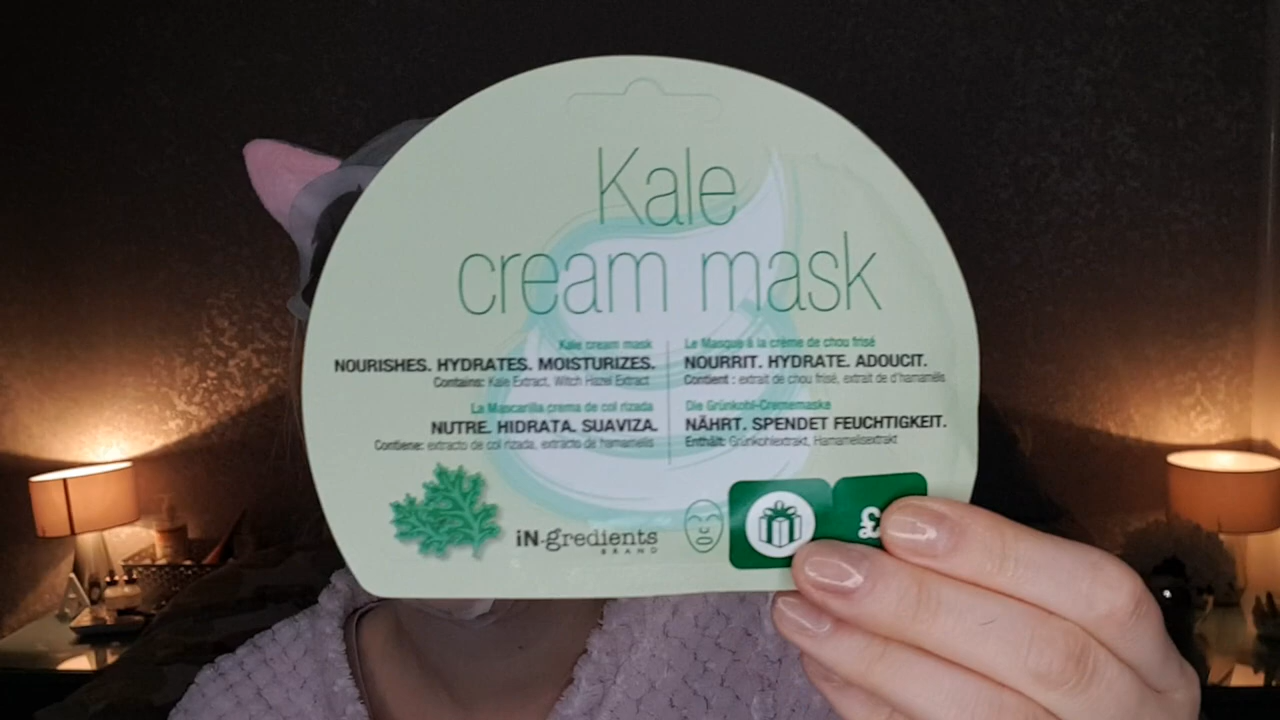 Kale
cream mask
Kale cream mask
NOURISHES. HYDRATES. MOISTURIZES.
Contains: Kale Extract, Witch Hazel Extract
La Mascarilla crema de col rizada
NUTRE. HIDRATA. SUAVIZA.
Contiene: extracto de col rizada, extracto de hamamelis
Le Masque à la crème de chou frisé
NOURRIT. HYDRATE. ADOUCIT.
Contient : extrait de chou frisé, extrait de d'hamamélis
Die Grünkohl-Crememaske
NÄHRT. SPENDET FEUCHTIGKEIT.
Enthält: Grünkohlextrakt, Hamamelisextrakt
iN·gredients
BRAND
£